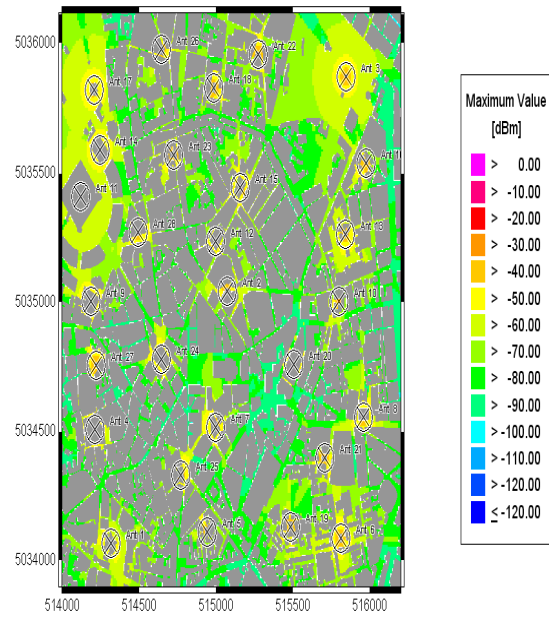 5036000
5035500
5035000
5034500
5034000
514000
514500
515000
515500
516000
Ant 26
Ant 22
Ant 3
Ant 17
Ant 18
Ant 14
Ant 23
Ant 16
Ant 11
Ant 15
Ant 28
Ant 12
Ant 13
Ant 9
Ant 2
Ant 10
Ant 27
Ant 24
Ant 20
Ant 4
Ant 7
Ant 8
Ant 25
Ant 21
Ant 1
Ant 5
Ant 19
Ant 6
Maximum Value
[dBm]
> 0.00
> -10.00
> -20.00
> -30.00
> -40.00
> -50.00
> -60.00
> -70.00
> -80.00
> -90.00
> -100.00
> -110.00
> -120.00
≤ -120.00